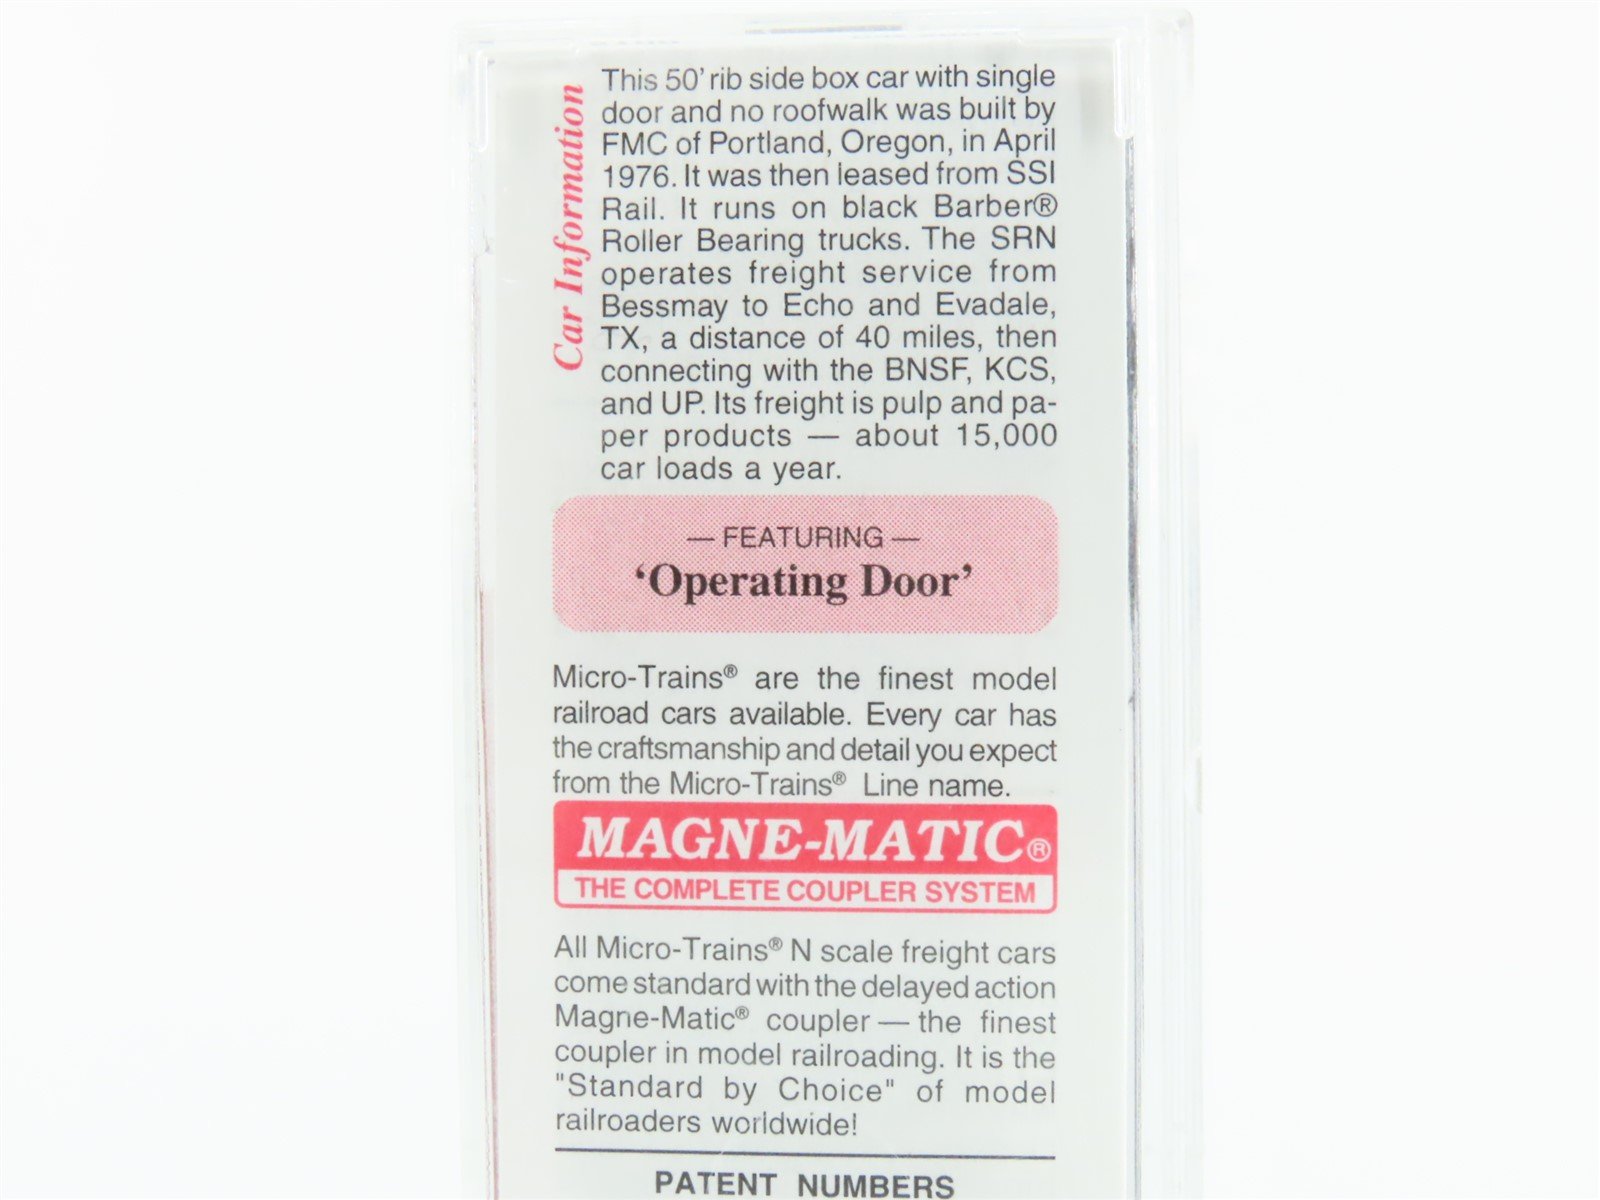 Car Information
This 50' rib side box car with single
door and no roofwalk was built by
FMC of Portland, Oregon, in April
1976. It was then leased from SSI
Rail. It runs on black Barber®
Roller Bearing trucks. The SRN
operates freight service from
Bessmay to Echo and Evadale,
TX, a distance of 40 miles, then
connecting with the BNSF, KCS,
and UP. Its freight is pulp and pa-
per products — about 15,000
car loads a year.
— FEATURING —
'Operating Door'
Micro-Trains® are the finest model
railroad cars available. Every car has
the craftsmanship and detail you expect
from the Micro-Trains® Line name.
MAGNE-MATIC®
THE COMPLETE COUPLER SYSTEM
All Micro-Trains® N scale freight cars
come standard with the delayed action
Magne-Matic® coupler — the finest
coupler in model railroading. It is the
"Standard by Choice" of model
railroaders worldwide!
PATENT NUMBERS